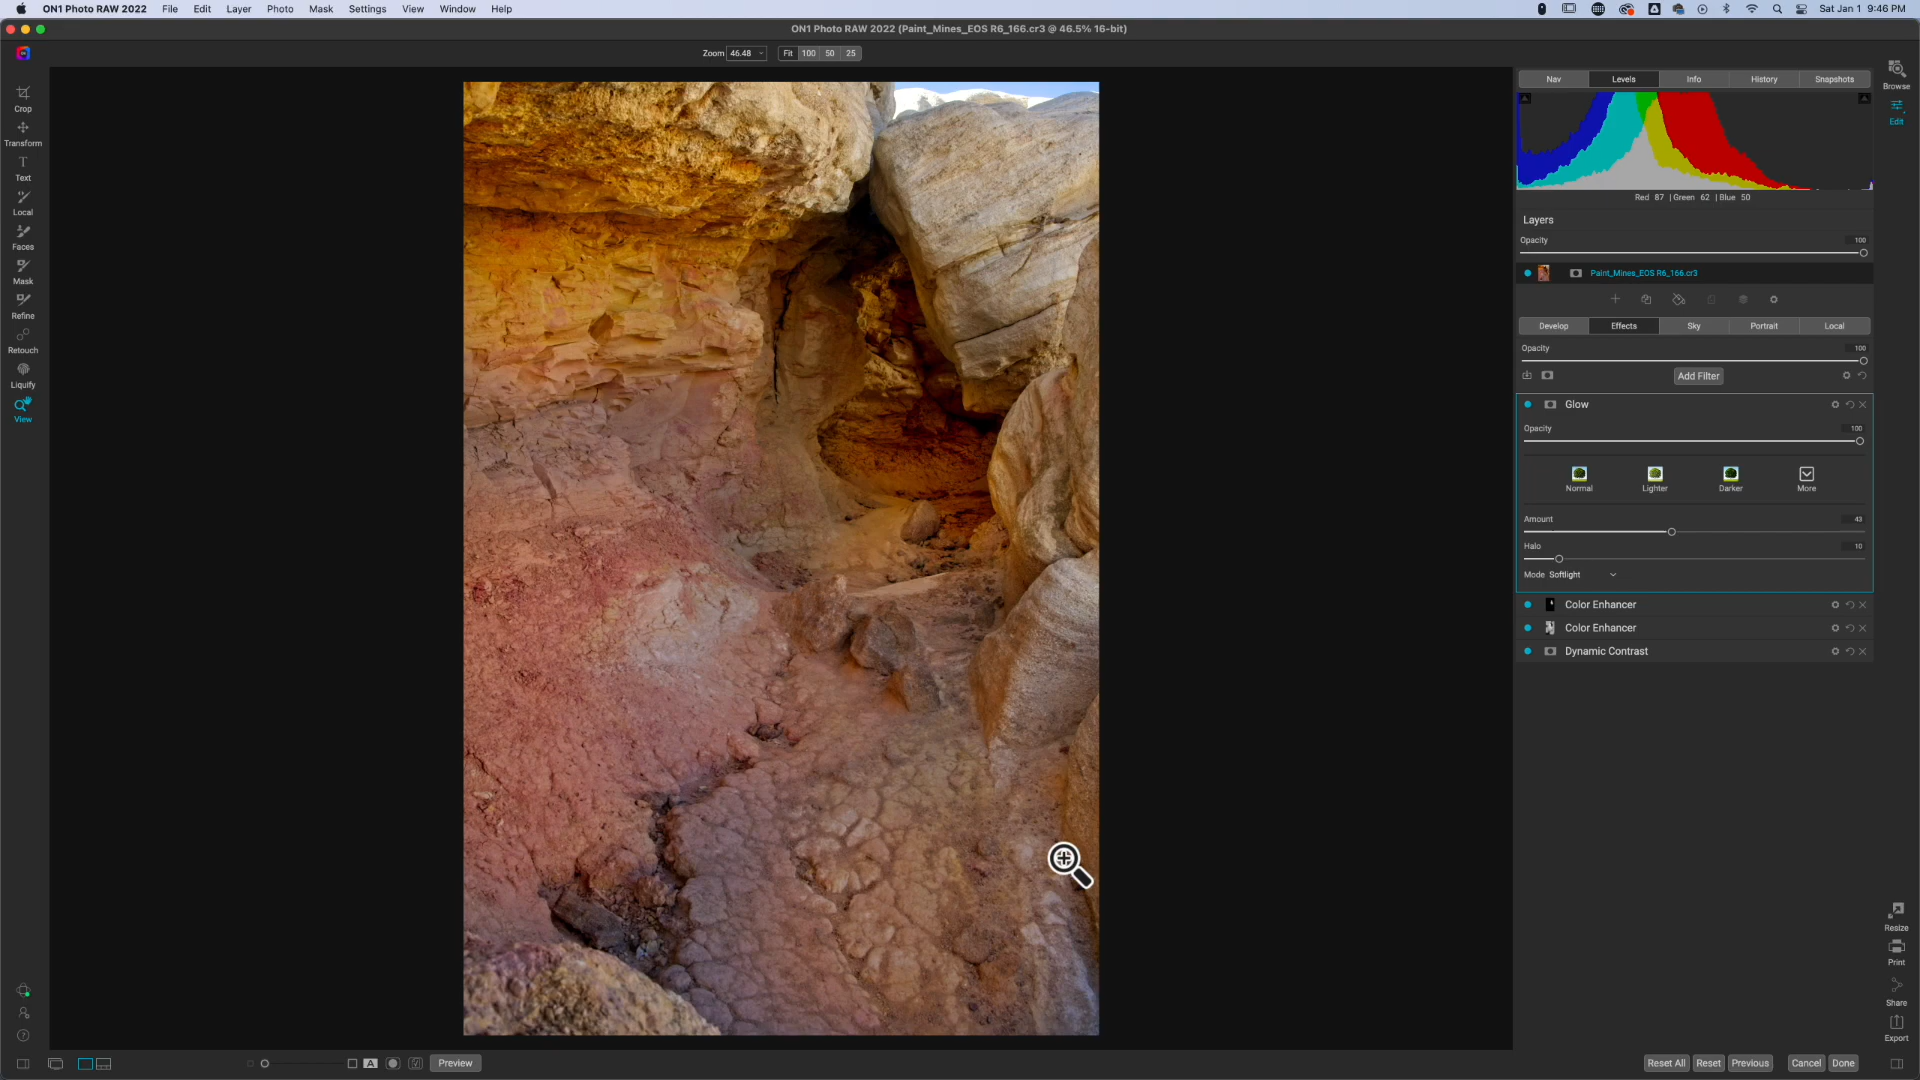 ON1 Photo RAW 2022 File Edit Layer Photo Mask Settings View Window Help Sat Jan 1 9:46 PM
ON1 Photo RAW 2022 (Paint_Mines_EOS R6_166.cr3 @ 46.5% 16-bit)
Zoom 46.48 Fit 100 50 25
Crop
Transform
Text
Local
Faces
Mask
Refine
Retouch
Liquify
View
Nav Levels Info History Snapshots
Browse
Edit
Red 87 | Green 62 | Blue 50
Layers
Opacity 100
Paint_Mines_EOS R6_166.cr3
Develop Effects Sky Portrait Local
Opacity 100
Add Filter
Glow
Opacity 100
Normal Lighter Darker More
Amount 43
Halo 10
Mode Softlight
Color Enhancer
Color Enhancer
Dynamic Contrast
Resize
Print
Share
Export
A Preview
Reset All Reset Previous Cancel Done